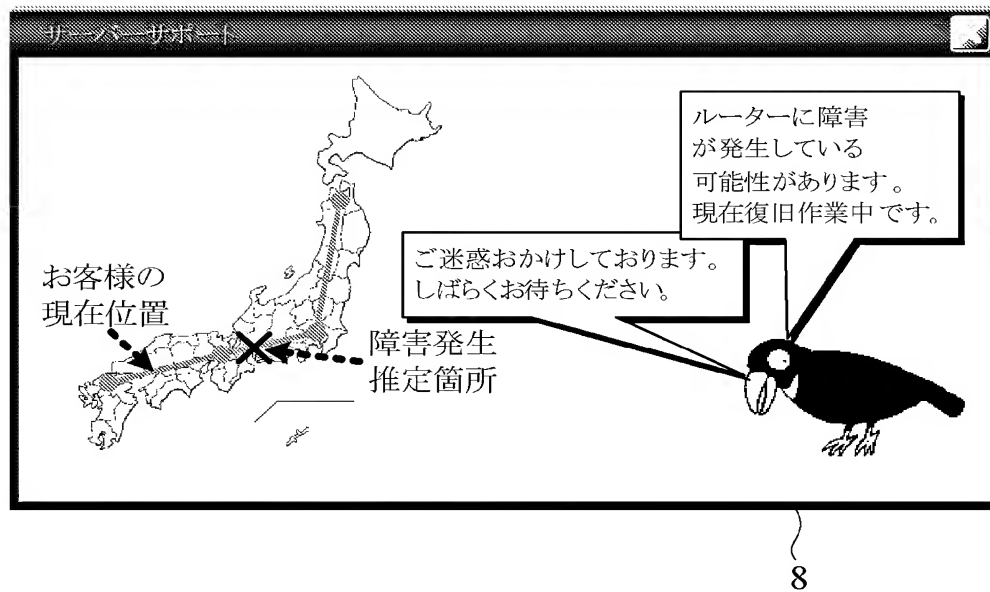 サーバーサポート
ルーターに障害
が発生している
可能性があります。
現在復旧作業中です。
ご迷惑おかけしております。
しばらくお待ちください。
お客様の
現在位置
障害発生
推定箇所
8